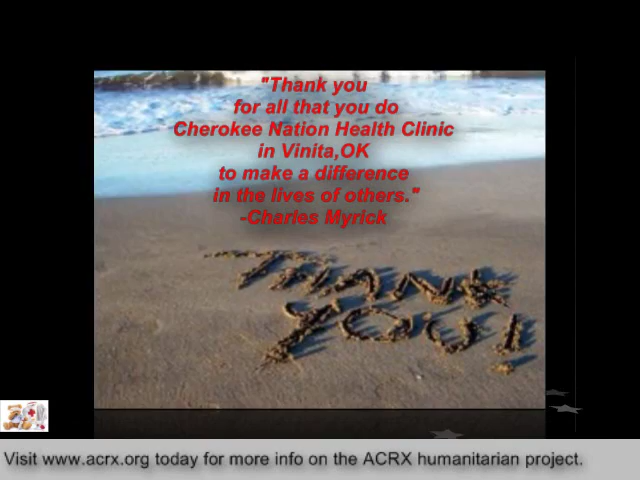 "Thank you
for all that you do
Cherokee Nation Health Clinic
in Vinita,OK
to make a difference
in the lives of others."
-Charles Myrick
THANK
YOU!
Visit www.acrx.org today for more info on the ACRX humanitarian project.